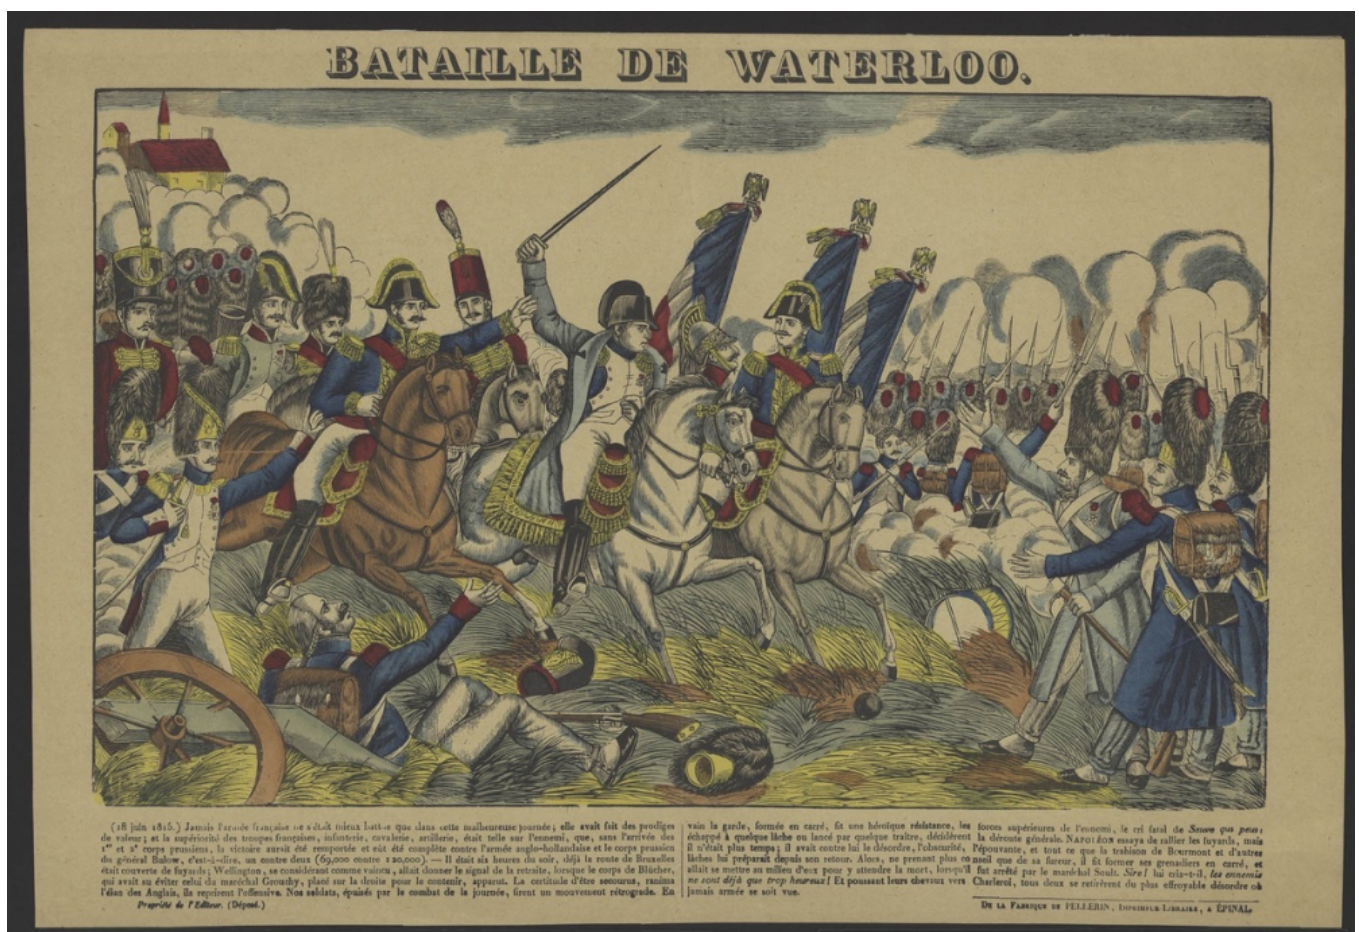 BATAILLE DE WATERLOO.
(18 juin 1815.) Jamais l'armée française ne s'était mieux battue que dans cette malheureuse journée; elle avait fait des prodiges
de valeur; et la supériorité des troupes françaises, infanterie, cavalerie, artillerie, était telle sur l'ennemi, que, sans l'arrivée des
1er et 2e corps prussiens, la victoire aurait été remportée et eût été complète contre l'armée anglo-hollandaise et le corps prussien
du général Bulow, c'est-à-dire, un contre deux (69,000 contre 120,000). — Il était six heures du soir, déjà la route de Bruxelles
était couverte de fuyards; Wellington, se considérant comme vaincu, allait donner le signal de la retraite, lorsque le corps de Blücher,
qui avait su éviter celui du maréchal Grouchy, placé sur la droite pour le contenir, apparut. La certitude d'être secourus, ranima
l'élan des Anglais, ils reprirent l'offensive. Nos soldats, épuisés par le combat de la journée, firent un mouvement rétrograde. En
vain la garde, formée en carré, fit une héroïque résistance, les forces supérieures de l'ennemi, le cri fatal de Sauve qui peut!
échappé à quelque lâche ou lancé par quelque traître, décidèrent la déroute générale. NAPOLÉON essaya de rallier les fuyards, mais
il n'était plus temps; il avait contre lui le désordre, l'obscurité, l'épouvante, et tout ce que la trahison de BOURMONT et d'autres
lâches lui préparait depuis son retour. Alors, ne prenant plus conseil que de sa fureur, il fit former ses grenadiers en carré, et
allait se mettre au milieu d'eux pour y attendre la mort, lorsqu'il fut arrêté par le maréchal Soult. Sire! lui cria-t-il, les ennemis
ne sont déjà que trop heureux! Et poussant leurs chevaux vers Charleroi, tous deux se retirèrent du plus effroyable désordre où
jamais armée se soit vue.
Propriété de l'Éditeur. (Déposé.)
DE LA FABRIQUE DE PELLERIN, IMPRIMEUR-LIBRAIRE, A ÉPINAL.